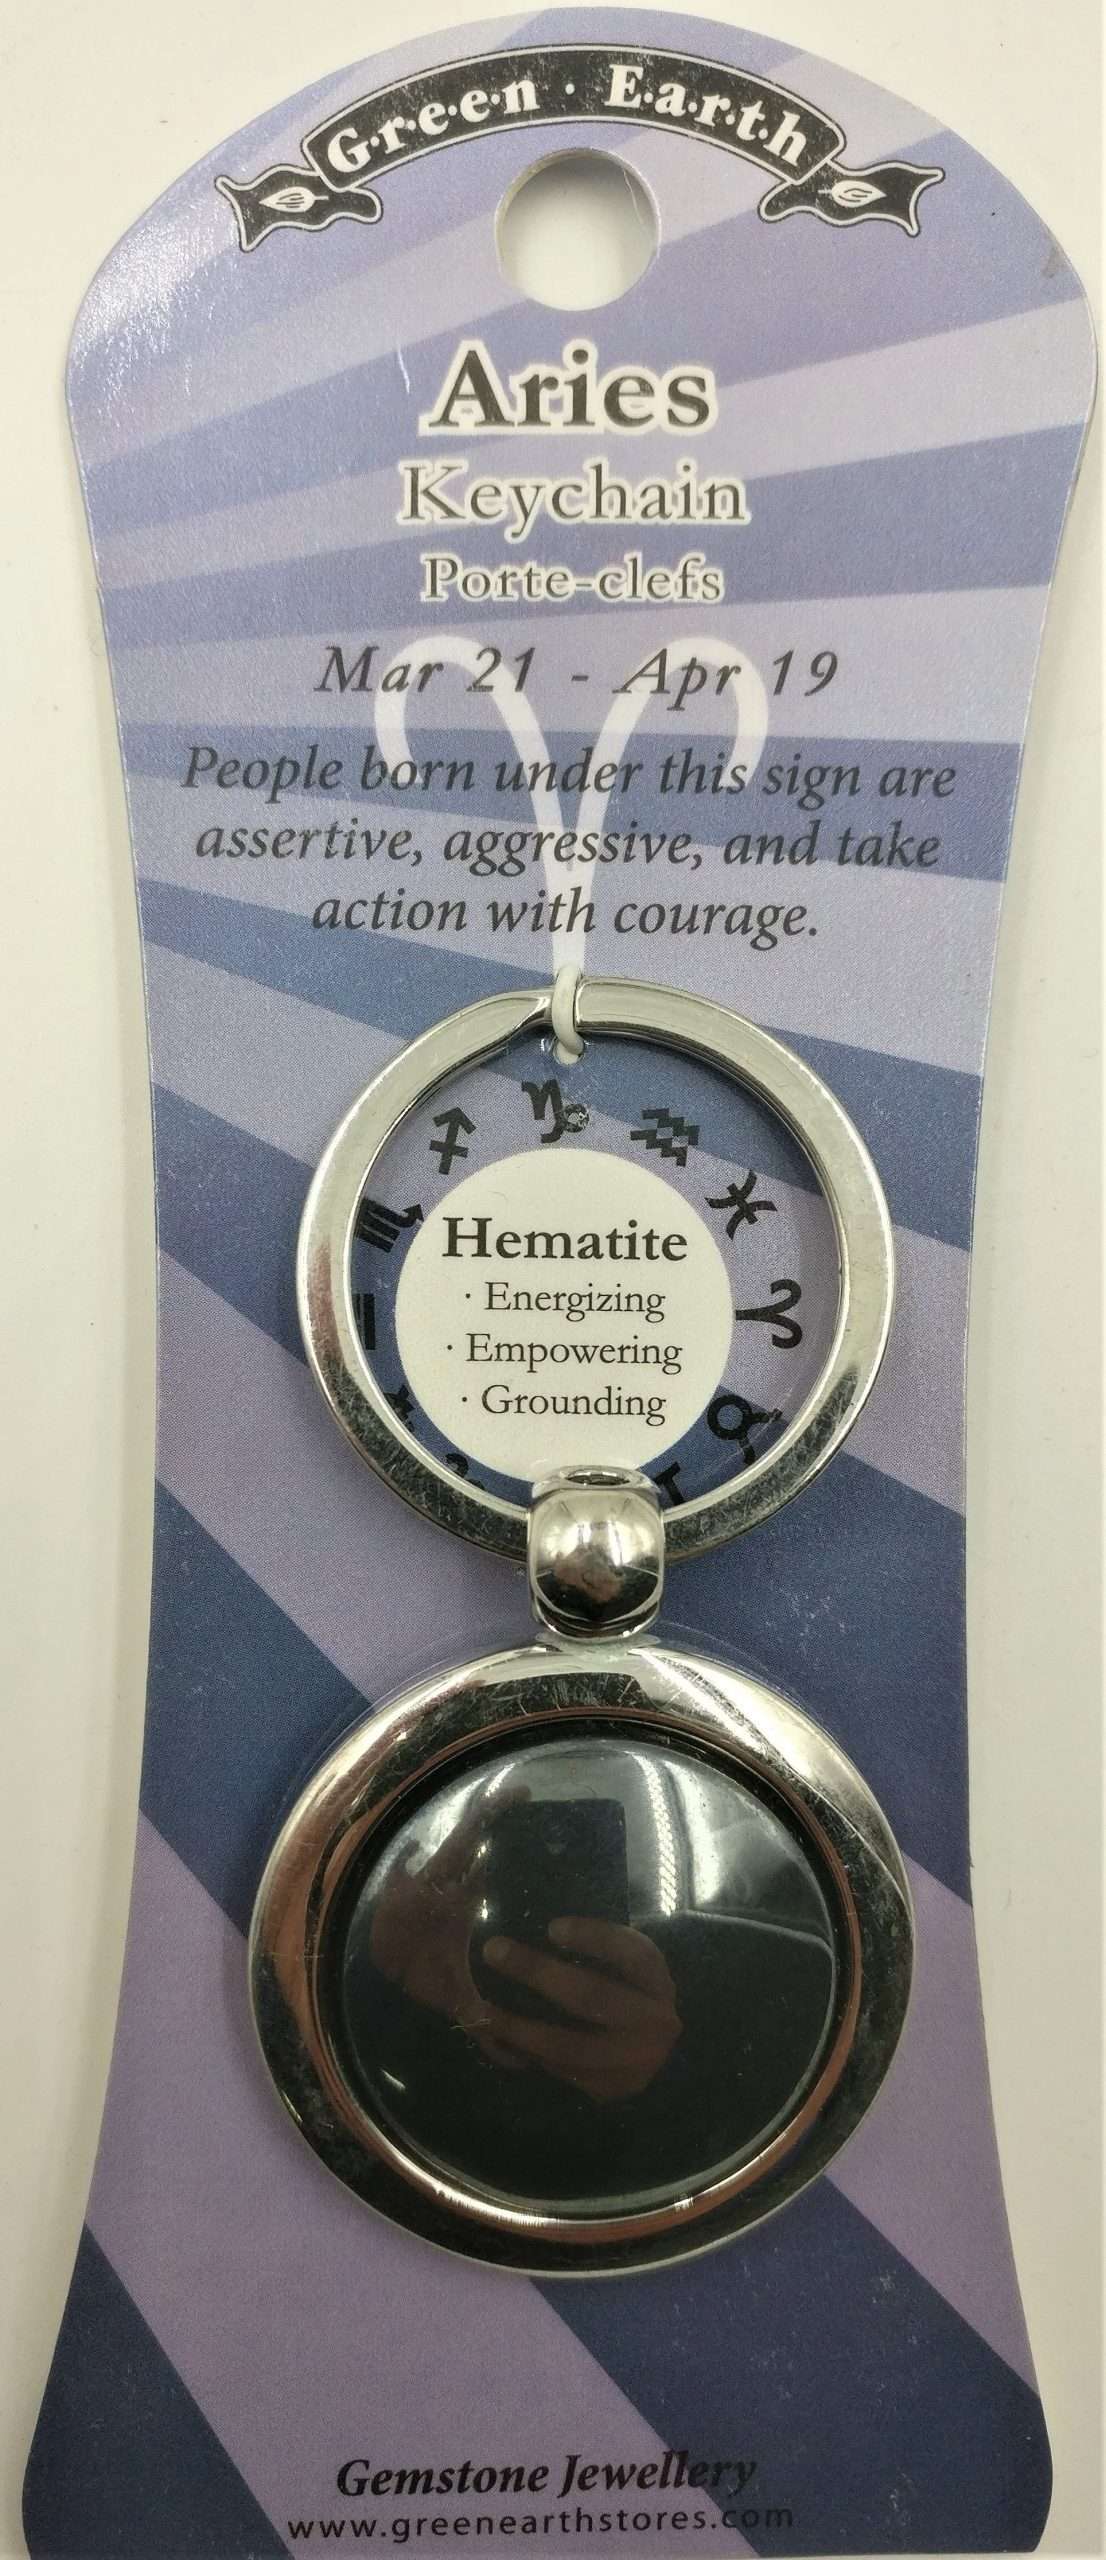 G·r·e·e·n · E·a·r·t·h
Aries
Keychain
Porte-clefs
Mar 21 - Apr 19
People born under this sign are
assertive, aggressive, and take
action with courage.
Hematite
· Energizing
· Empowering
· Grounding
Gemstone Jewellery
www.greenearthstores.com